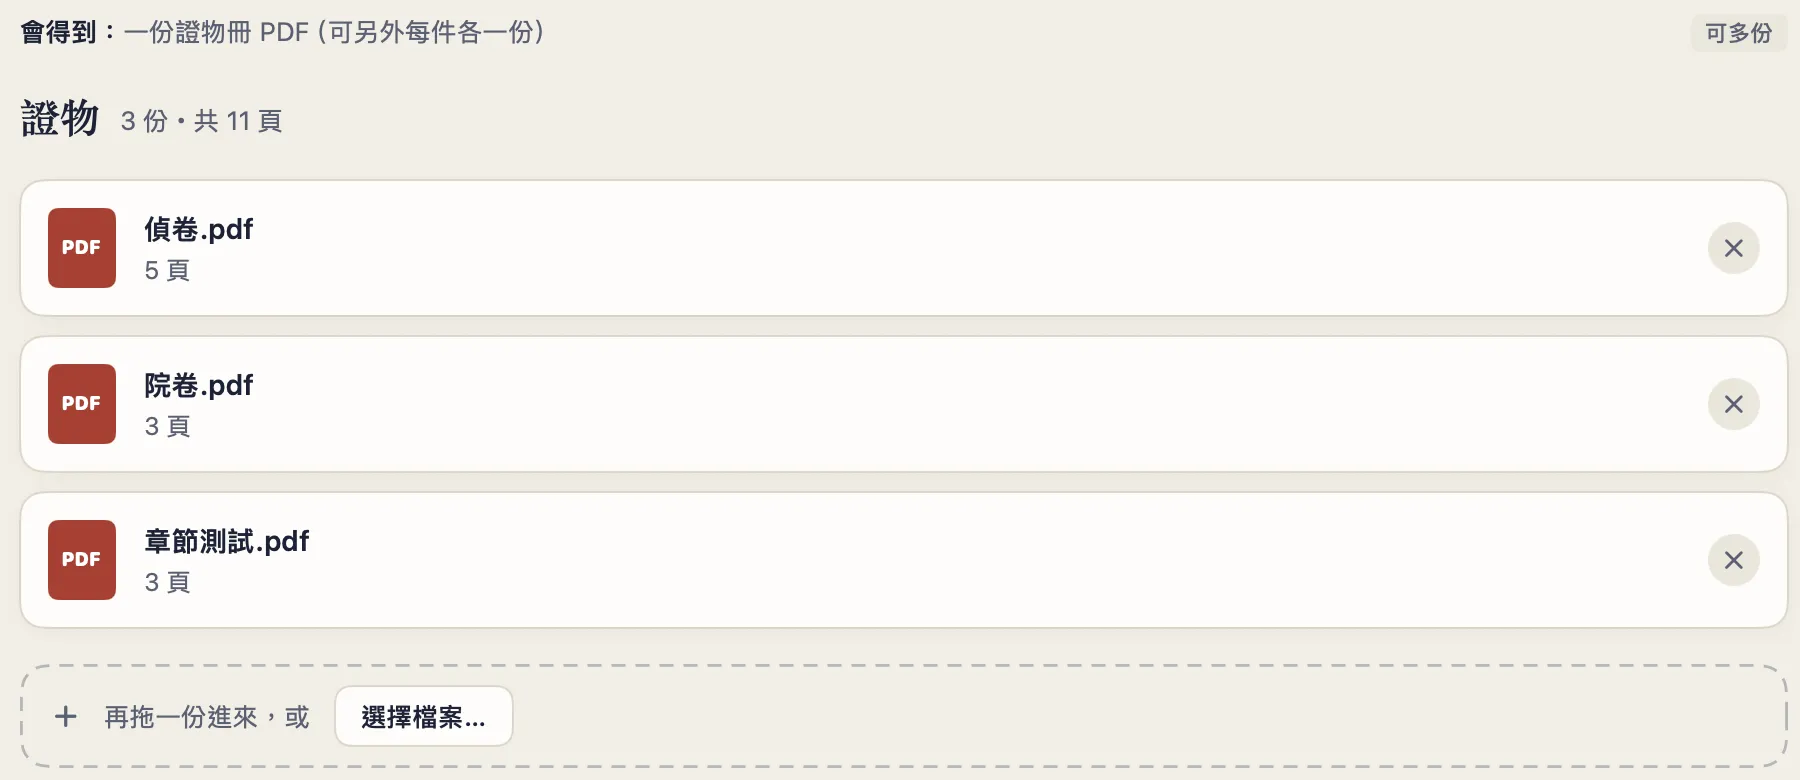 會得到：一份證物冊 PDF (可另外每件各一份)
可多份
證物 3 份・共 11 頁
PDF
偵卷.pdf
5 頁
PDF
院卷.pdf
3 頁
PDF
章節測試.pdf
3 頁
再拖一份進來，或 選擇檔案...